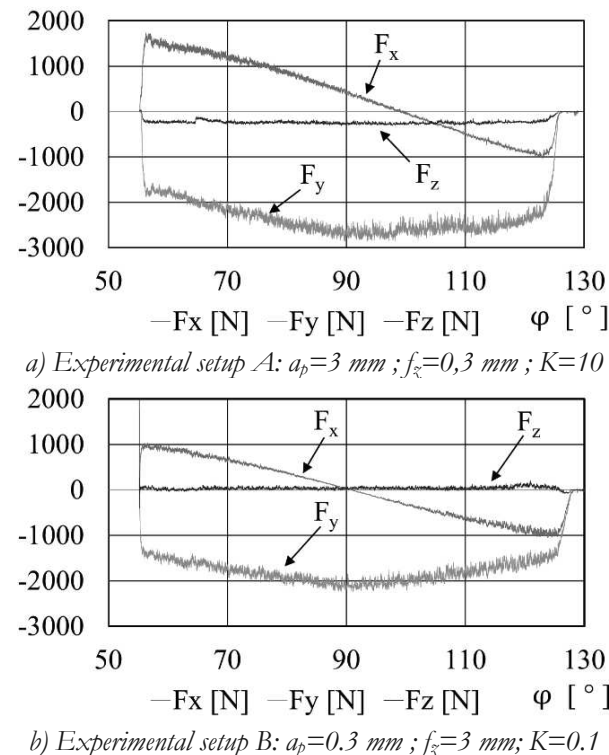 2000
1000
0
-1000
-2000
-3000
Fx
Fz
Fy
50 70 90 110 130
—Fx [N] —Fy [N] —Fz [N] φ [ ° ]
a) Experimental setup A: ap=3 mm ; fz=0,3 mm ; K=10
2000
1000
0
-1000
-2000
-3000
Fx
Fz
Fy
50 70 90 110 130
—Fx [N] —Fy [N] —Fz [N] φ [ ° ]
b) Experimental setup B: ap=0.3 mm ; fz=3 mm; K=0.1